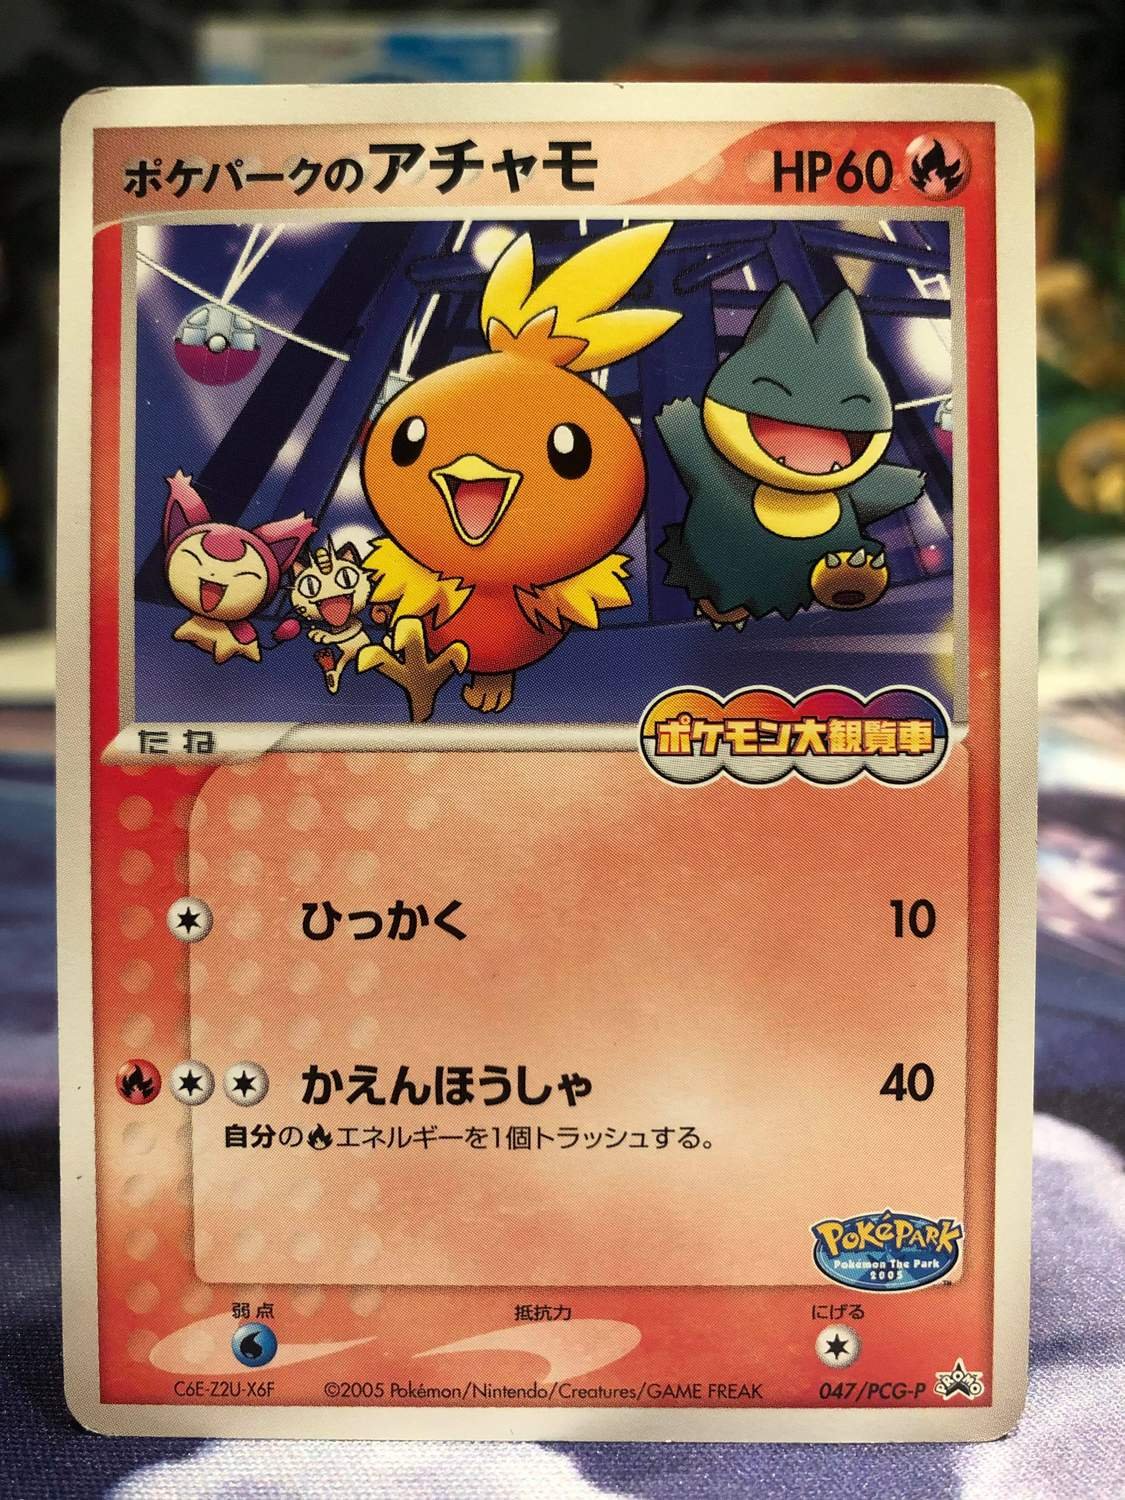 ポケパークのアチャモ HP60
たね
ポケモン大観覧車
ひっかく 10
かえんほうしゃ 40
自分のエネルギーを1個トラッシュする。
POKéPARK
Pokémon The Park
2005
™
弱点 抵抗力 にげる
C6E-Z2U-X6F ©2005 Pokémon/Nintendo/Creatures/GAME FREAK 047/PCG-P PROMO